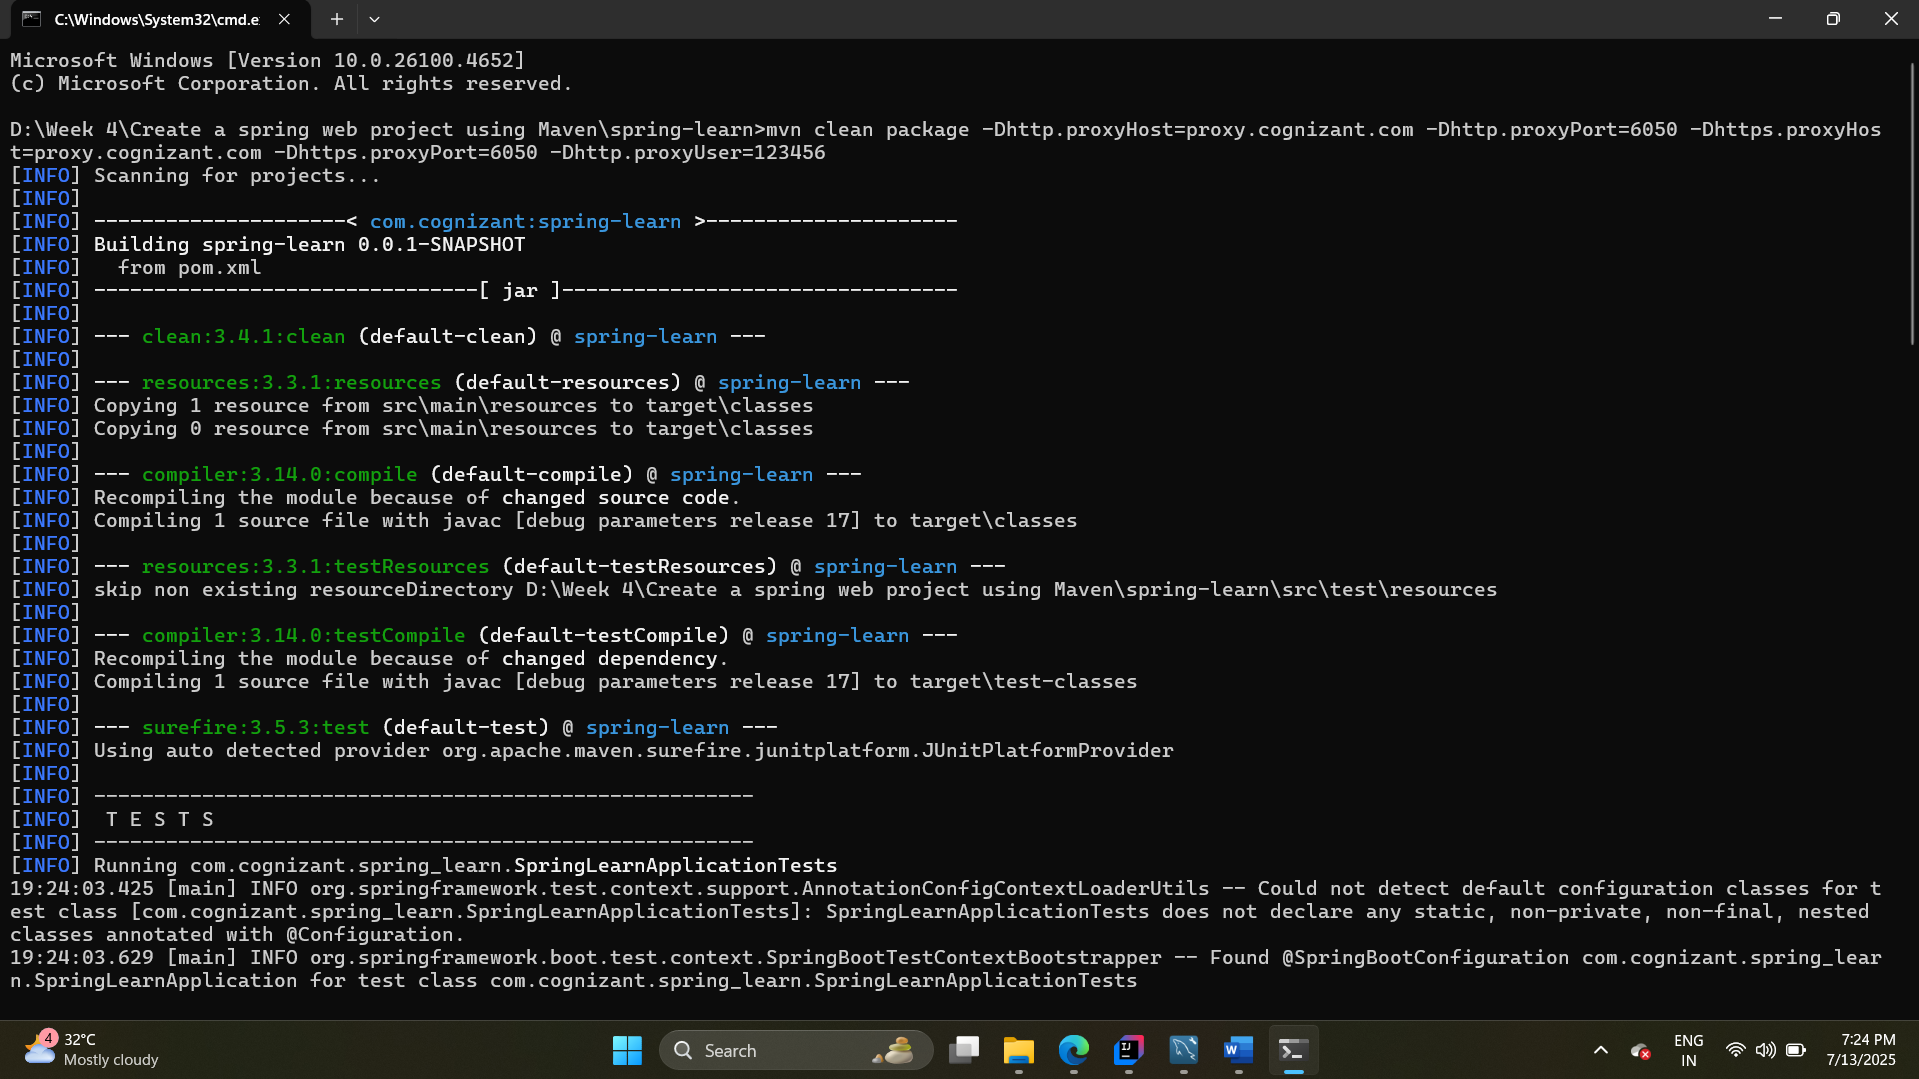 C:\Windows\System32\cmd.e
Microsoft Windows [Version 10.0.26100.4652]
(c) Microsoft Corporation. All rights reserved.
D:\Week 4\Create a spring web project using Maven\spring-learn>mvn clean package -Dhttp.proxyHost=proxy.cognizant.com -Dhttp.proxyPort=6050 -Dhttps.proxyHos
t=proxy.cognizant.com -Dhttps.proxyPort=6050 -Dhttp.proxyUser=123456
[INFO] Scanning for projects...
[INFO]
[INFO] ---------------------< com.cognizant:spring-learn >---------------------
[INFO] Building spring-learn 0.0.1-SNAPSHOT
[INFO]   from pom.xml
[INFO] --------------------------------[ jar ]---------------------------------
[INFO]
[INFO] --- clean:3.4.1:clean (default-clean) @ spring-learn ---
[INFO]
[INFO] --- resources:3.3.1:resources (default-resources) @ spring-learn ---
[INFO] Copying 1 resource from src\main\resources to target\classes
[INFO] Copying 0 resource from src\main\resources to target\classes
[INFO]
[INFO] --- compiler:3.14.0:compile (default-compile) @ spring-learn ---
[INFO] Recompiling the module because of changed source code.
[INFO] Compiling 1 source file with javac [debug parameters release 17] to target\classes
[INFO]
[INFO] --- resources:3.3.1:testResources (default-testResources) @ spring-learn ---
[INFO] skip non existing resourceDirectory D:\Week 4\Create a spring web project using Maven\spring-learn\src\test\resources
[INFO]
[INFO] --- compiler:3.14.0:testCompile (default-testCompile) @ spring-learn ---
[INFO] Recompiling the module because of changed dependency.
[INFO] Compiling 1 source file with javac [debug parameters release 17] to target\test-classes
[INFO]
[INFO] --- surefire:3.5.3:test (default-test) @ spring-learn ---
[INFO] Using auto detected provider org.apache.maven.surefire.junitplatform.JUnitPlatformProvider
[INFO]
[INFO] -------------------------------------------------------
[INFO]  T E S T S
[INFO] -------------------------------------------------------
[INFO] Running com.cognizant.spring_learn.SpringLearnApplicationTests
19:24:03.425 [main] INFO org.springframework.test.context.support.AnnotationConfigContextLoaderUtils -- Could not detect default configuration classes for t
est class [com.cognizant.spring_learn.SpringLearnApplicationTests]: SpringLearnApplicationTests does not declare any static, non-private, non-final, nested
classes annotated with @Configuration.
19:24:03.629 [main] INFO org.springframework.boot.test.context.SpringBootTestContextBootstrapper -- Found @SpringBootConfiguration com.cognizant.spring_lear
n.SpringLearnApplication for test class com.cognizant.spring_learn.SpringLearnApplicationTests
4
32°C
Mostly cloudy
Search
IJ
W
ENG
IN
7:24 PM
7/13/2025